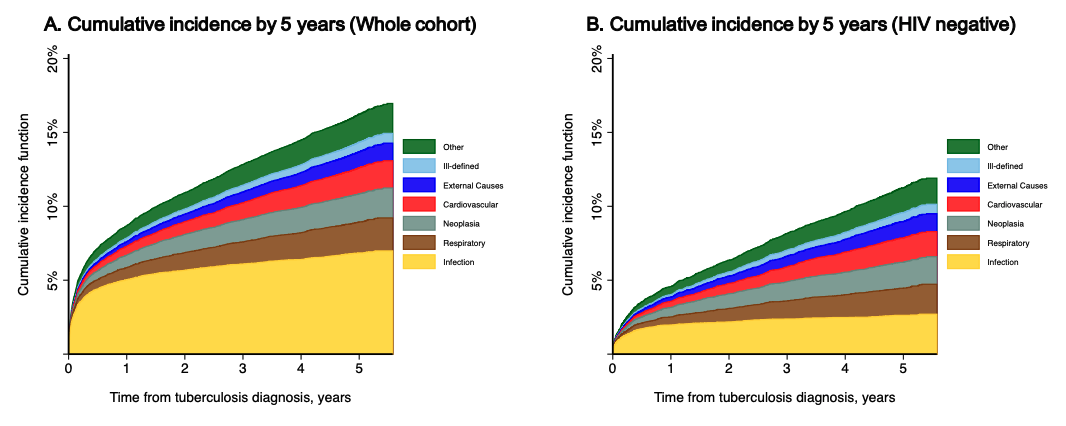 A. Cumulative incidence by 5 years (Whole cohort)
Cumulative incidence function
20%
15%
10%
5%
0
1
2
3
4
5
Time from tuberculosis diagnosis, years
Other
Ill-defined
External Causes
Cardiovascular
Neoplasia
Respiratory
Infection
B. Cumulative incidence by 5 years (HIV negative)
Cumulative incidence function
20%
15%
10%
5%
0
1
2
3
4
5
Time from tuberculosis diagnosis, years
Other
Ill-defined
External Causes
Cardiovascular
Neoplasia
Respiratory
Infection